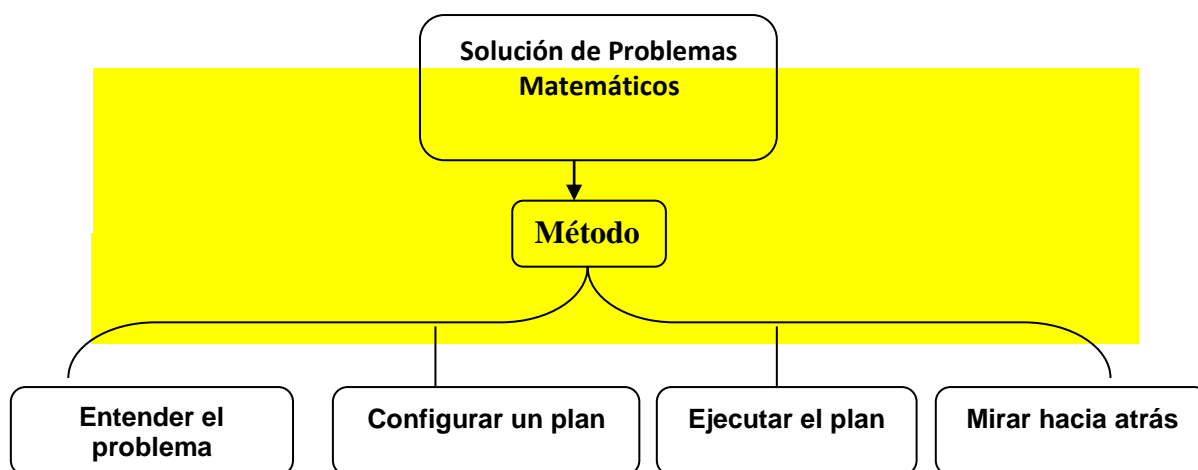 Solución de Problemas
Matemáticos
Método
Entender el
problema
Configurar un plan
Ejecutar el plan
Mirar hacia atrás